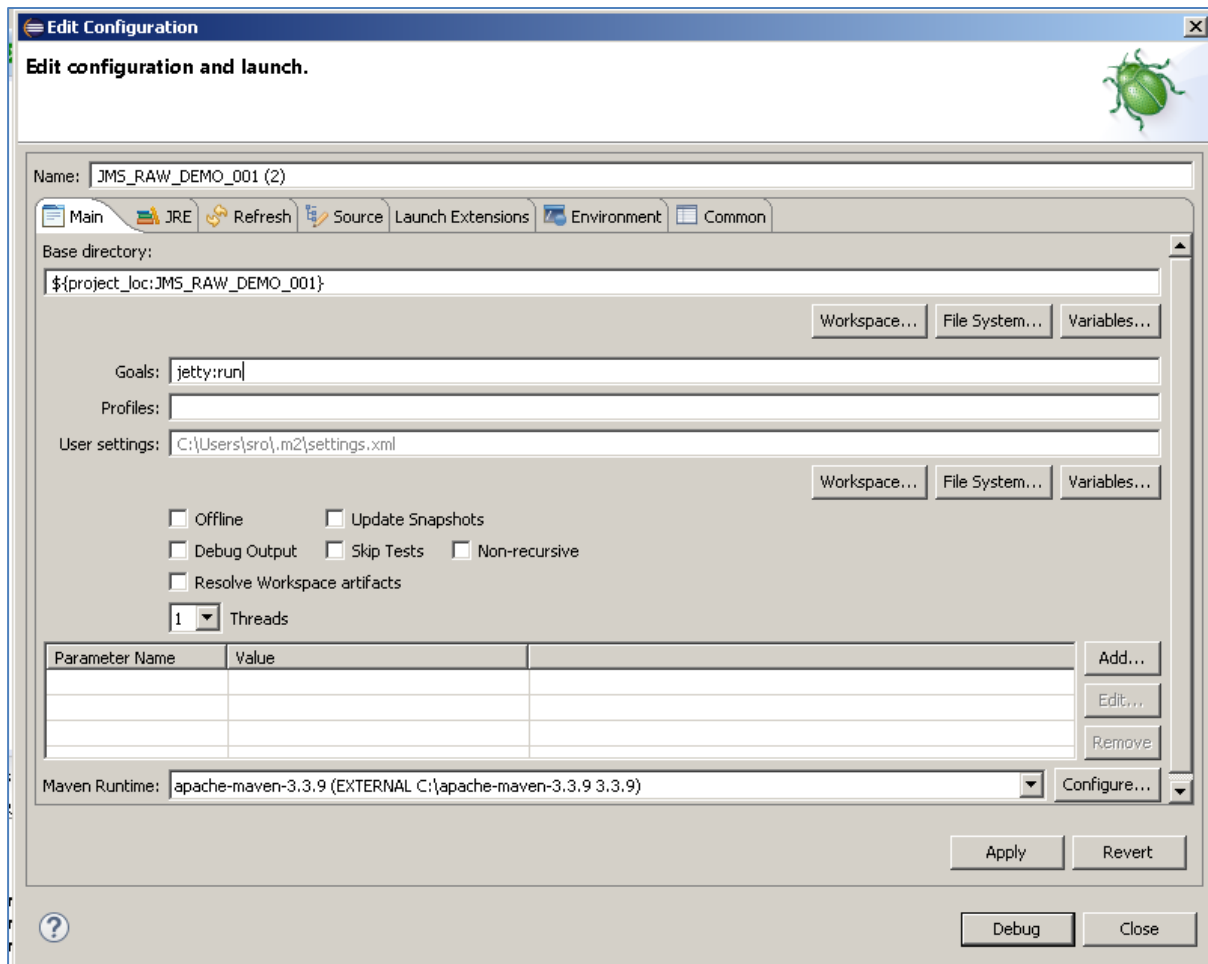 Edit Configuration
Edit configuration and launch.
Name: JMS_RAW_DEMO_001 (2)
Main JRE Refresh Source Launch Extensions Environment Common
Base directory:
${project_loc:JMS_RAW_DEMO_001}
Workspace... File System... Variables...
Goals: jetty:run
Profiles:
User settings: C:\Users\sro\.m2\settings.xml
Workspace... File System... Variables...
Offline Update Snapshots
Debug Output Skip Tests Non-recursive
Resolve Workspace artifacts
1 Threads
Parameter Name Value Add...
Edit...
Remove
Maven Runtime: apache-maven-3.3.9 (EXTERNAL C:\apache-maven-3.3.9 3.3.9) Configure...
Apply Revert
? Debug Close